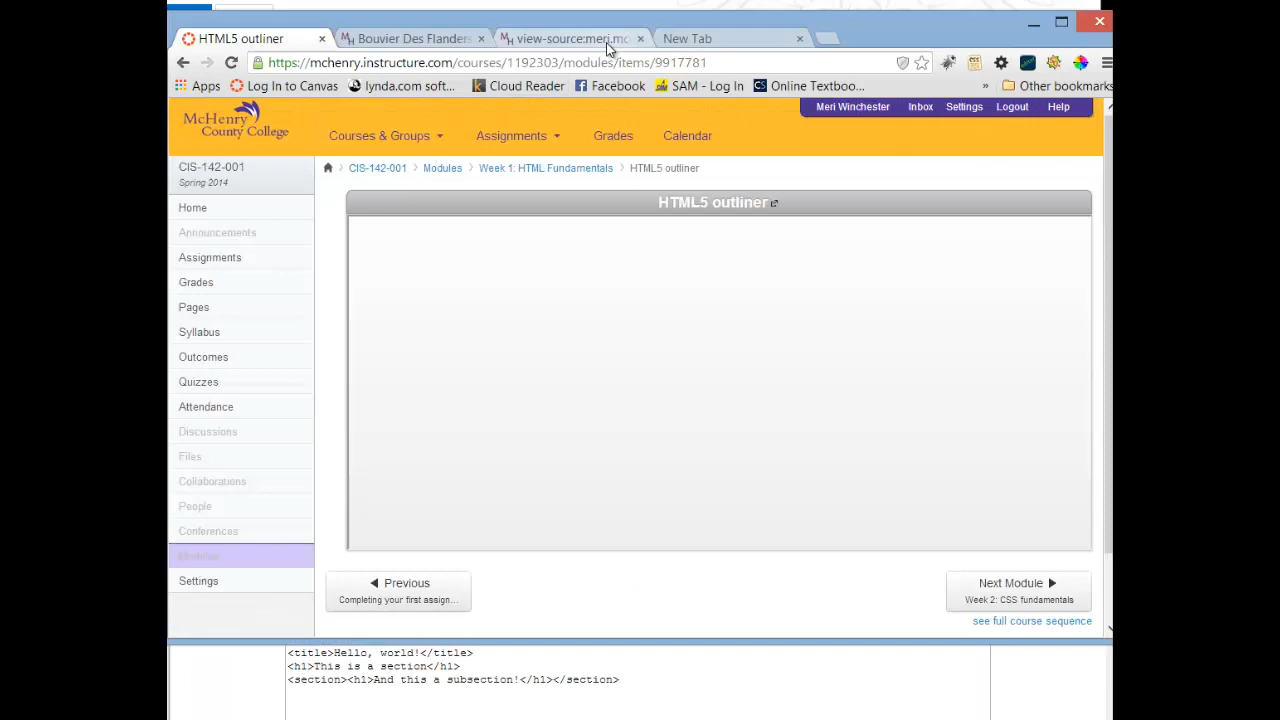 HTML5 outliner
Bouvier Des Flanders
view-source:meri.mc
New Tab
https://mchenry.instructure.com/courses/1192303/modules/items/9917781
Apps
Log In to Canvas
lynda.com soft...
Cloud Reader
Facebook
SAM - Log In
Online Textboo...
»
Other bookmarks
McHenry
County College
Courses & Groups
Assignments
Grades
Calendar
Meri Winchester
Inbox
Settings
Logout
Help
CIS-142-001
Spring 2014
CIS-142-001
Modules
Week 1: HTML Fundamentals
HTML5 outliner
Home
Announcements
Assignments
Grades
Pages
Syllabus
Outcomes
Quizzes
Attendance
Discussions
Files
Collaborations
People
Conferences
Modules
Settings
HTML5 outliner
Previous
Completing your first assign...
Next Module
Week 2: CSS fundamentals
see full course sequence
<title>Hello, world!</title>
<h1>This is a section</h1>
<section><h1>And this a subsection!</h1></section>